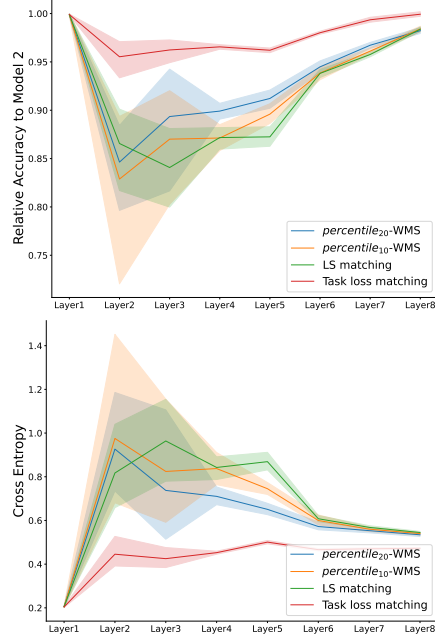 Relative Accuracy to Model 2
1.00
0.95
0.90
0.85
0.80
0.75
percentile20-WMS
percentile10-WMS
LS matching
Task loss matching
Layer1 Layer2 Layer3 Layer4 Layer5 Layer6 Layer7 Layer8
Cross Entropy
1.4
1.2
1.0
0.8
0.6
0.4
0.2
percentile20-WMS
percentile10-WMS
LS matching
Task loss matching
Layer1 Layer2 Layer3 Layer4 Layer5 Layer6 Layer7 Layer8